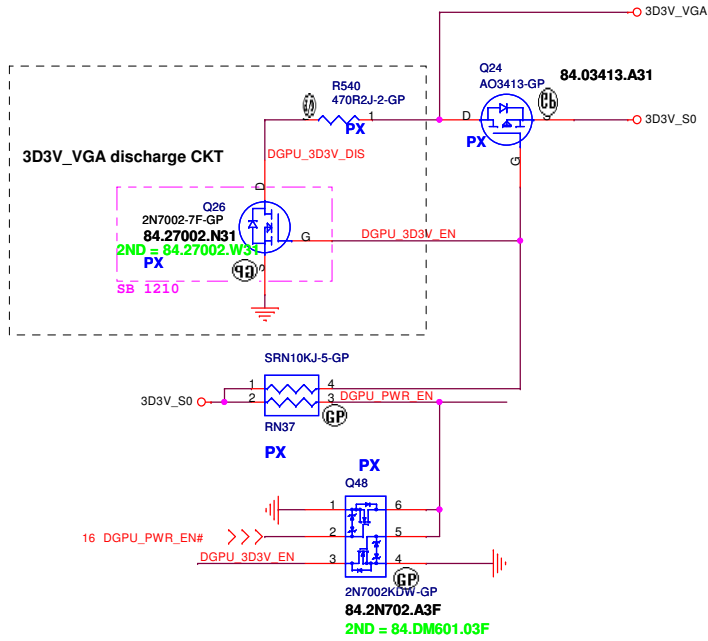 3D3V_VGA
Q24
AO3413-GP
84.03413.A31
R540
470R2J-2-GP
1
PX
D
G
PX
3D3V_S0
3D3V_VGA discharge CKT
DGPU_3D3V_DIS
D
Q26
2N7002-7F-GP
84.27002.N31
2ND = 84.27002.W31
PX
G
S
GP
DGPU_3D3V_EN
SB 1210
SRN10KJ-5-GP
1
4
3D3V_S0
2
3
DGPU_PWR_EN
GP
RN37
PX
PX
Q48
1
6
16 DGPU_PWR_EN#
2
5
DGPU_3D3V_EN
3
4
GP
2N7002KDW-GP
84.2N702.A3F
2ND = 84.DM601.03F